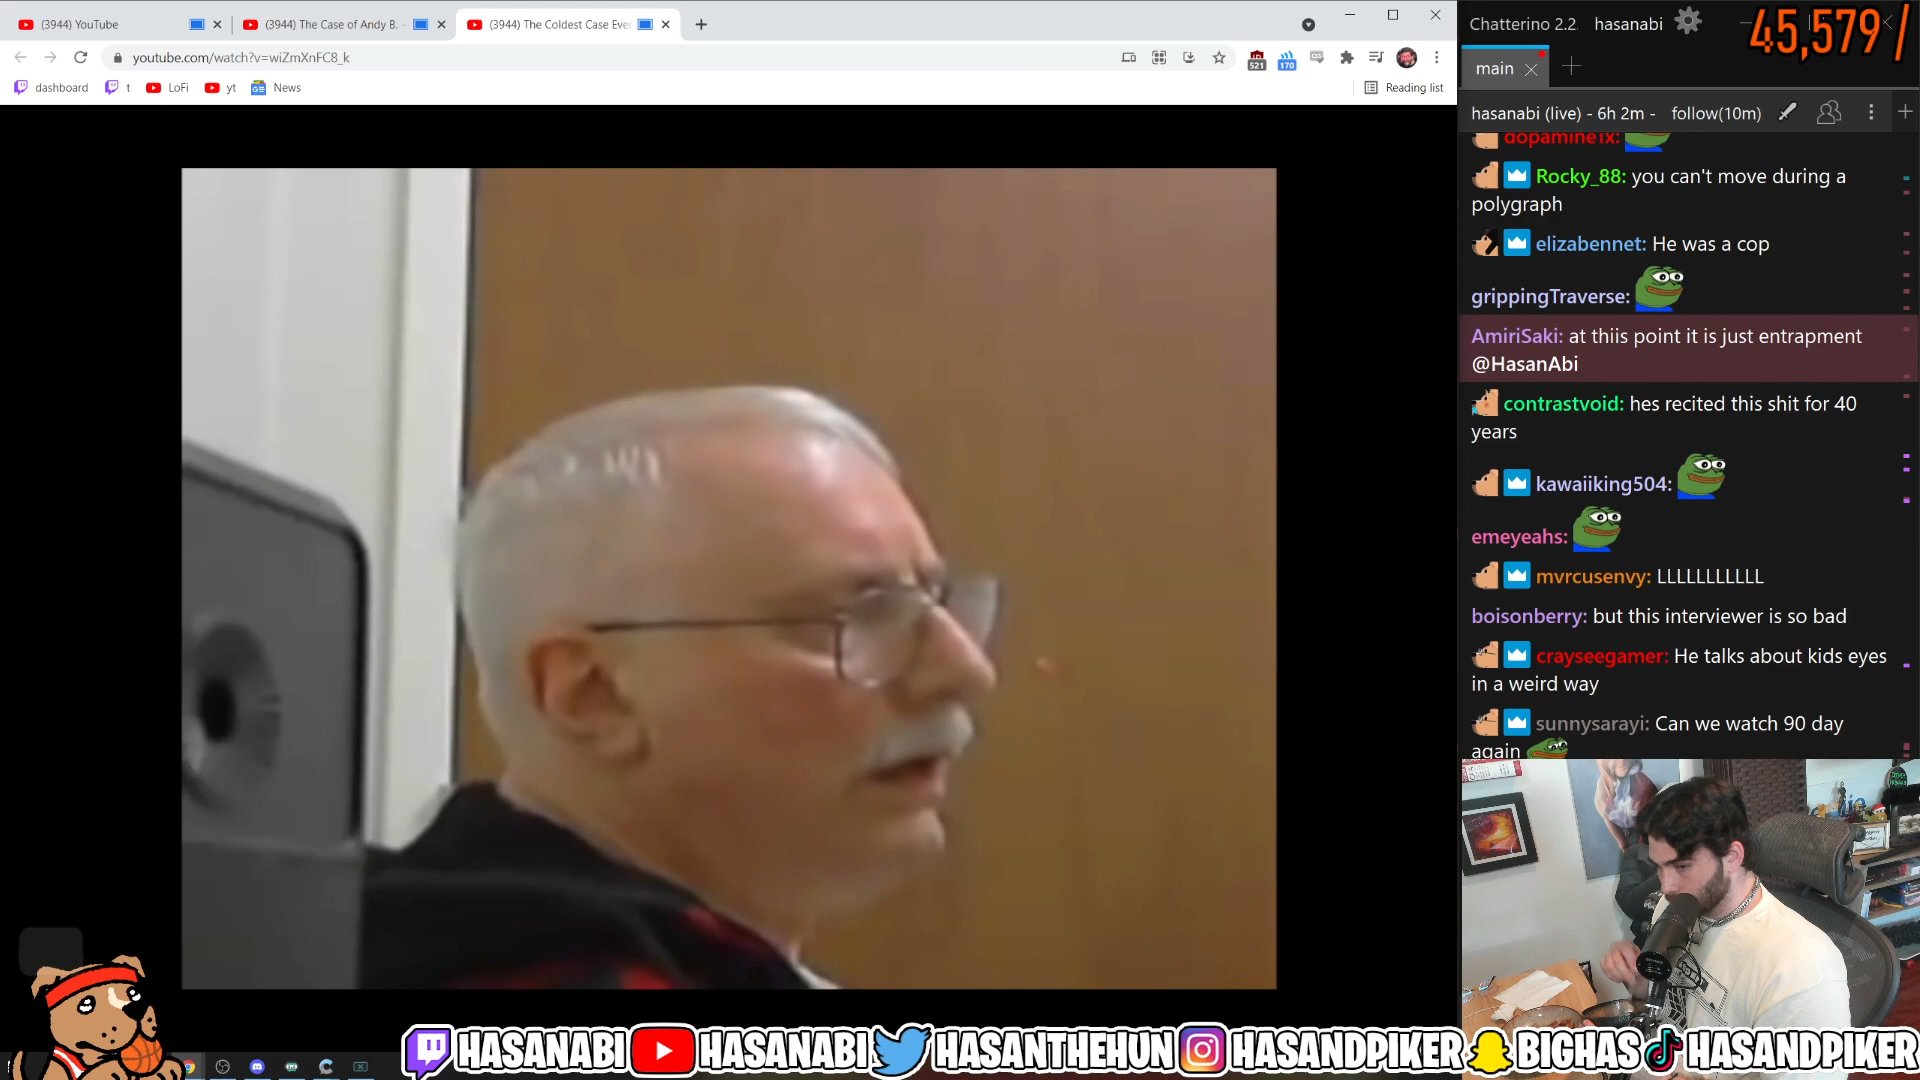 (3944) YouTube
(3944) The Case of Andy B.
(3944) The Coldest Case Ever
youtube.com/watch?v=wiZmXnFC8_k
521
170
dashboard
t
LoFi
yt
News
Reading list
Chatterino 2.2.
hasanabi
45,579 /
main
hasanabi (live) - 6h 2m -
follow(10m)
dopamine1x:
Rocky_88: you can't move during a
polygraph
elizabennet: He was a cop
grippingTraverse:
AmiriSaki: at thiis point it is just entrapment
@HasanAbi
contrastvoid: hes recited this shit for 40
years
kawaiiking504:
emeyeahs:
mvrcusenvy: LLLLLLLLLLL
boisonberry: but this interviewer is so bad
crayseegamer: He talks about kids eyes
in a weird way
sunnysarayi: Can we watch 90 day
again
HASANABI HASANABI HASANTHEHUN HASANDPIKER BIGHAS HASANDPIKER